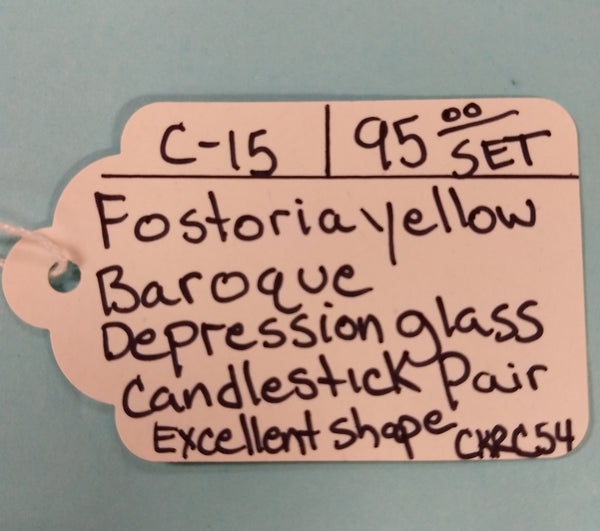 C-15 95 00 SET
Fostoria yellow
Baroque
Depression glass
Candlestick Pair
Excellent shape CKRC54